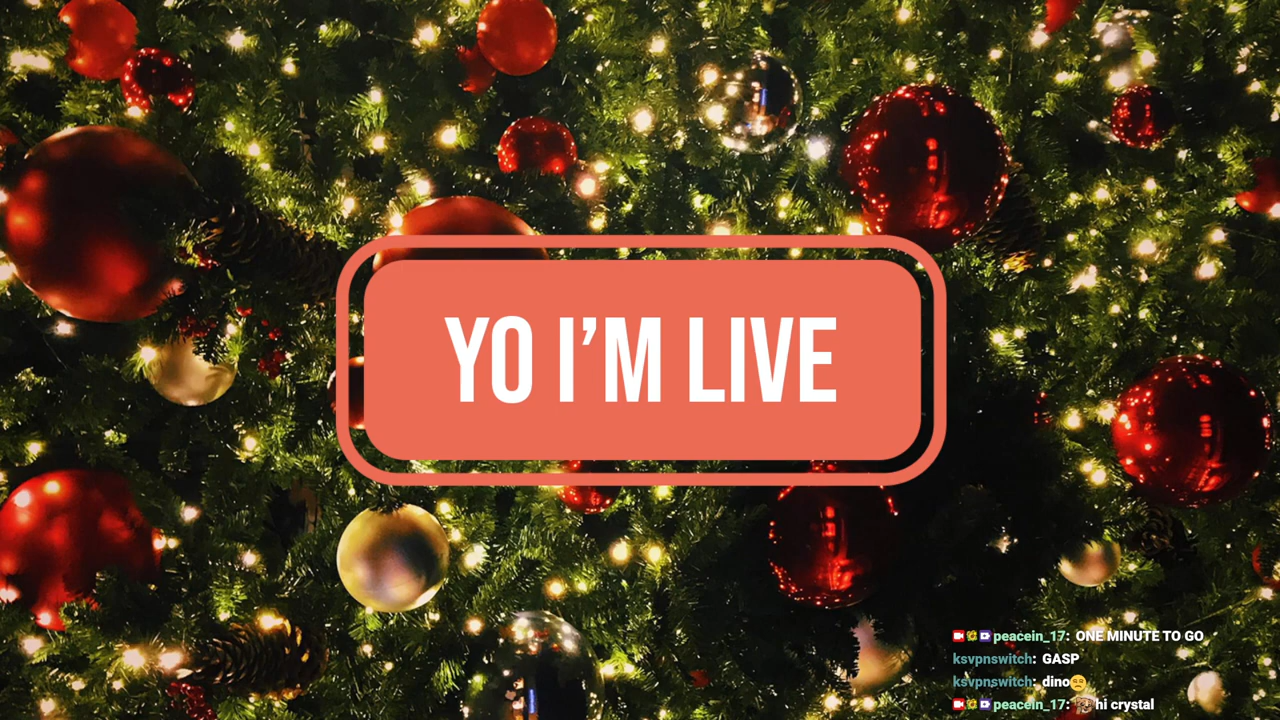 YO I’M LIVE
peacein_17: ONE MINUTE TO GO
ksvpnswitch: GASP
ksvpnswitch: dino
peacein_17: hi crystal